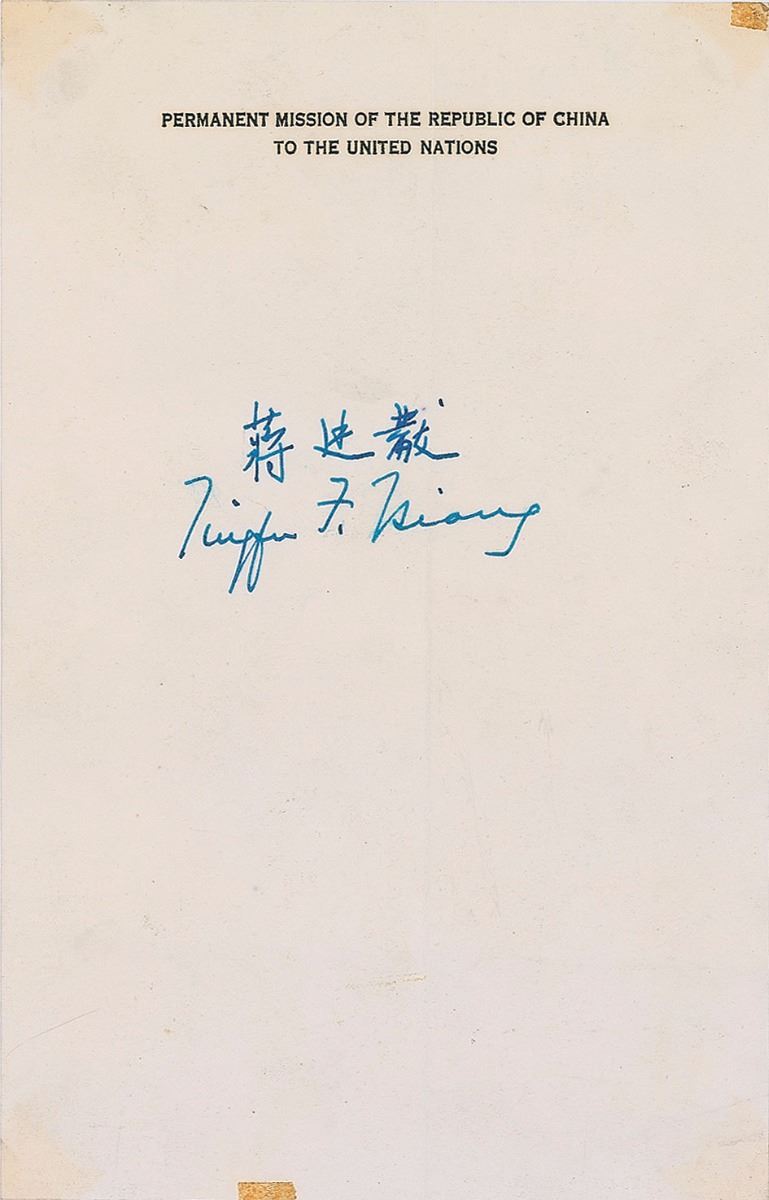 PERMANENT MISSION OF THE REPUBLIC OF CHINA
TO THE UNITED NATIONS
蔣廷黻
Tingfu F. Tsiang